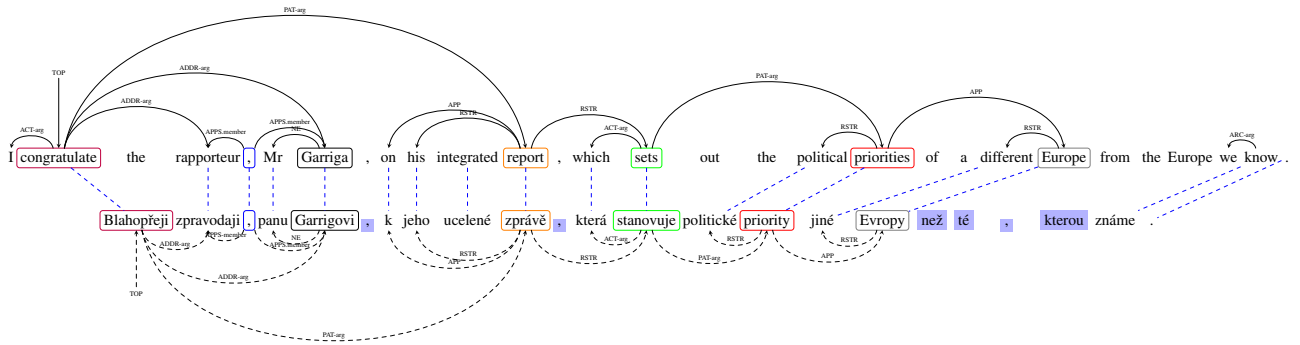 PAT-arg
TOP
ADDR-arg
PAT-arg
ADDR-arg
APP
RSTR
RSTR
APP
ACT-arg
APPS.member
APPS.member
NE
ACT-arg
RSTR
RSTR
ARC-arg
I congratulate the rapporteur , Mr Garriga , on his integrated report , which sets out the political priorities of a different Europe from the Europe we know .
Blahopřeji zpravodaji , panu Garrigovi , k jeho ucelené zprávě , která stanovuje politické priority jiné Evropy než té , kterou známe .
ADDR-arg
APPS-member
NE
APPS.member
RSTR
APP
ACT-arg
RSTR
RSTR
RSTR
ADDR-arg
PAT-arg
APP
TOP
PAT-arg